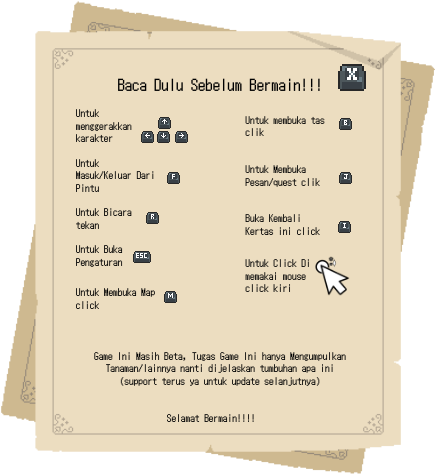 X
Baca Dulu Sebelum Bermain!!!
Untuk
menggerakkan
karakter
↑
← ↓ →
Untuk
Masuk/Keluar Dari
Pintu
F
Untuk Bicara
tekan
R
Untuk Buka
Pengaturan
ESC
Untuk Membuka Map
click
M
Untuk membuka tas
clik
B
Untuk Membuka
Pesan/quest clik
J
Buka Kembali
Kertas ini click
I
Untuk Click Di
memakai mouse
click kiri
Game Ini Masih Beta, Tugas Game Ini hanya Mengumpulkan
Tanaman/lainnya nanti dijelaskan tumbuhan apa ini
(support terus ya untuk update selanjutnya)
Selamat Bermain!!!!